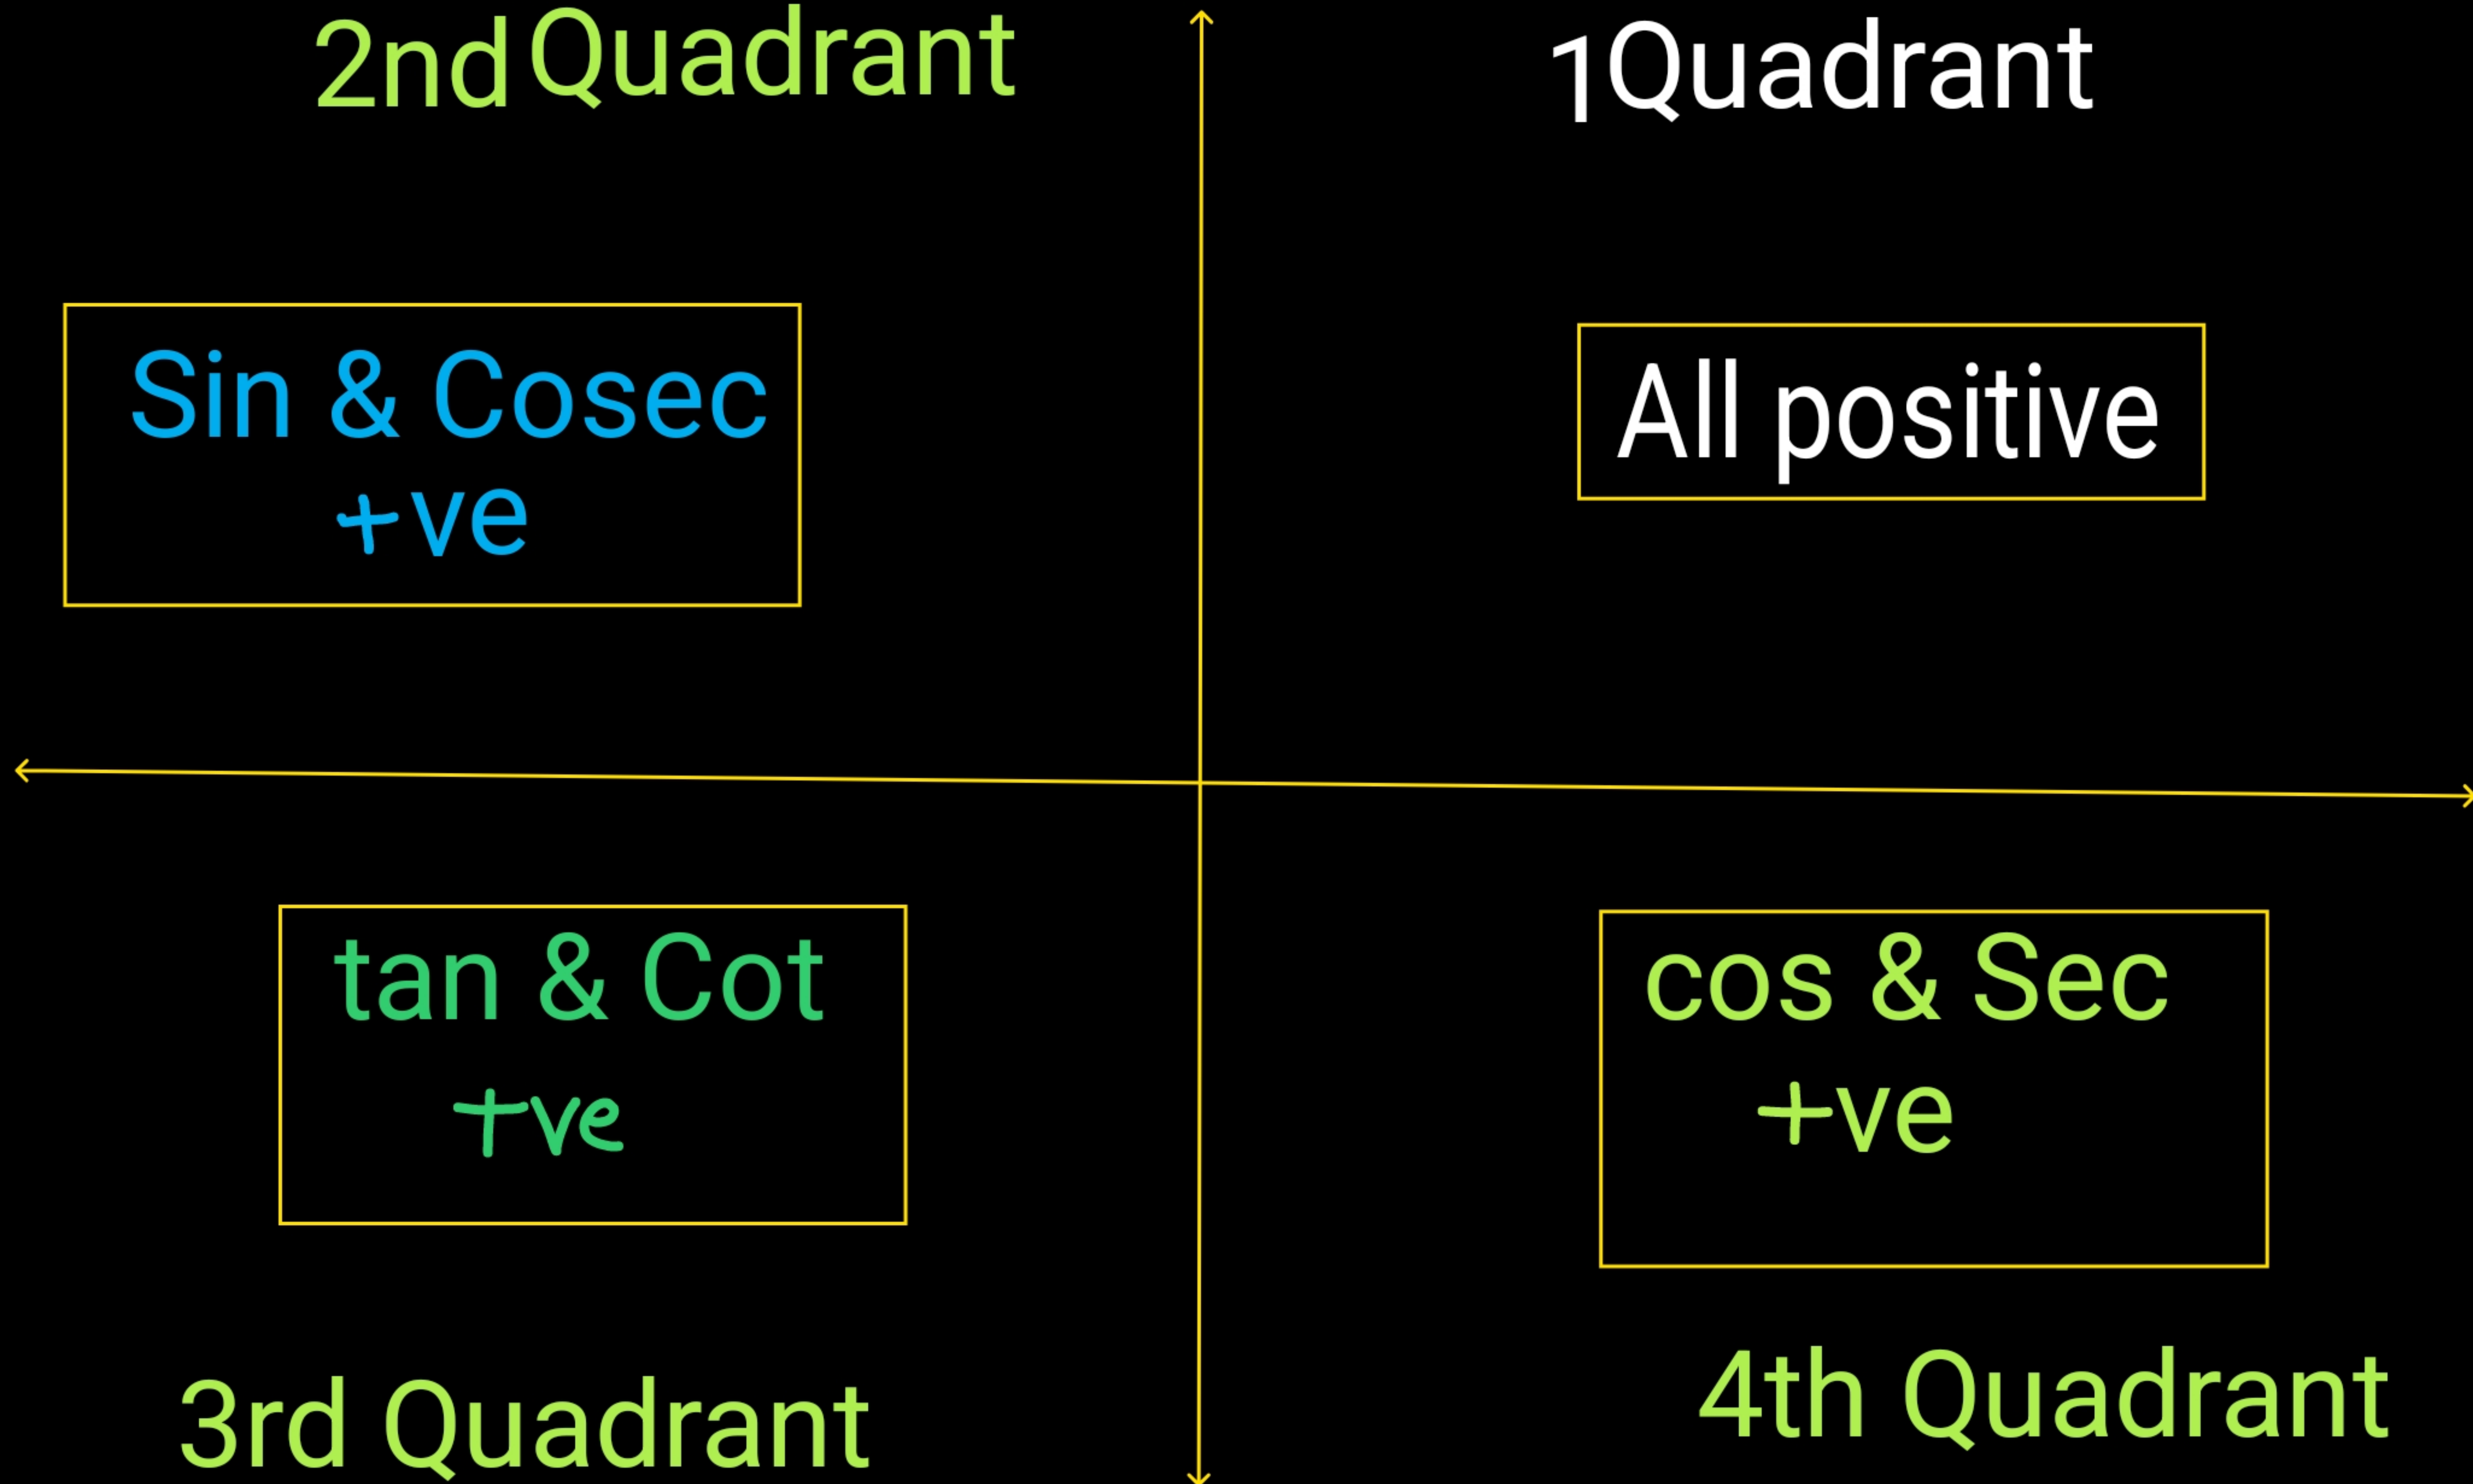 2nd Quadrant
1Quadrant
Sin & Cosec
+ve
All positive
tan & Cot
+ve
cos & Sec
+ve
3rd Quadrant
4th Quadrant